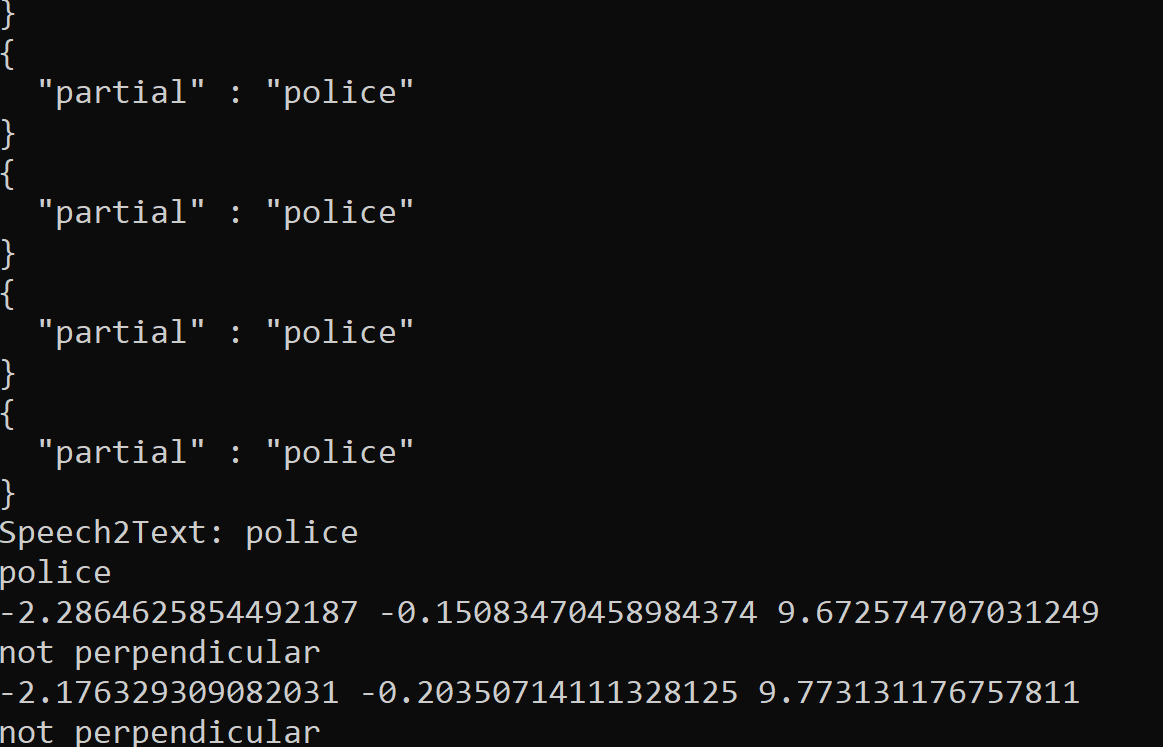 }
{
  "partial" : "police"
}
{
  "partial" : "police"
}
{
  "partial" : "police"
}
{
  "partial" : "police"
}
Speech2Text: police
police
-2.2864625854492187 -0.15083470458984374 9.672574707031249
not perpendicular
-2.176329309082031 -0.20350714111328125 9.773131176757811
not perpendicular